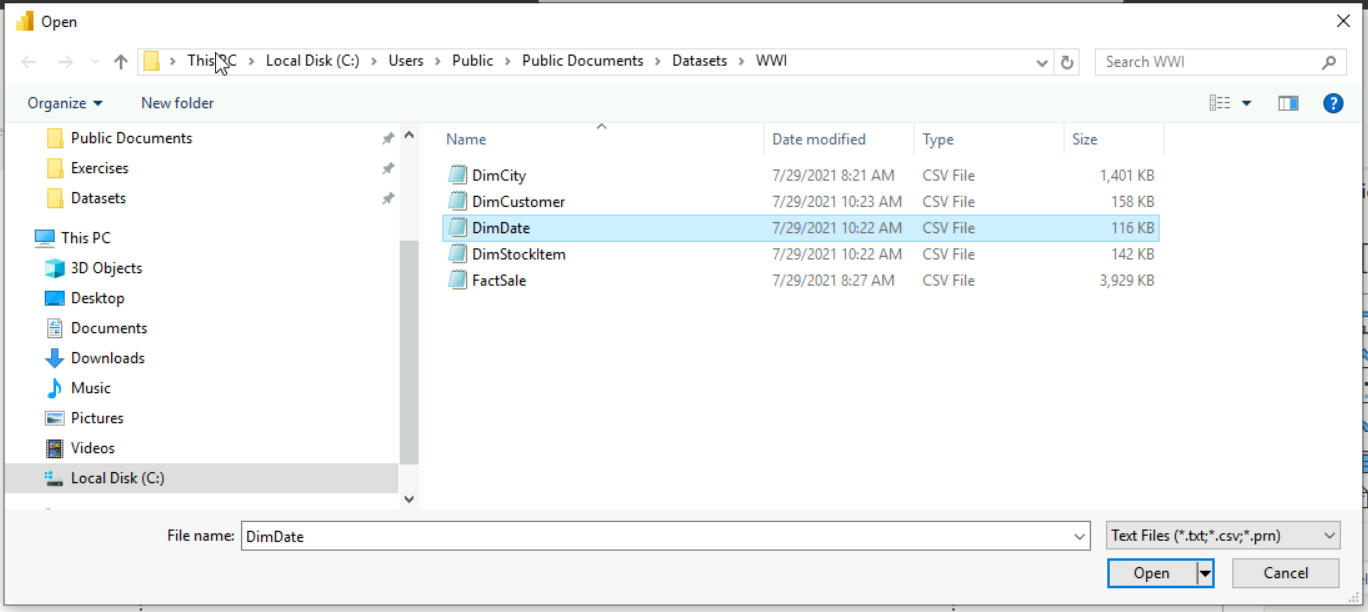 Open
This PC > Local Disk (C:) > Users > Public > Public Documents > Datasets > WWI
Search WWI
Organize New folder
Public Documents
Exercises
Datasets
This PC
3D Objects
Desktop
Documents
Downloads
Music
Pictures
Videos
Local Disk (C:)
Name Date modified Type Size
DimCity 7/29/2021 8:21 AM CSV File 1,401 KB
DimCustomer 7/29/2021 10:23 AM CSV File 158 KB
DimDate 7/29/2021 10:22 AM CSV File 116 KB
DimStockItem 7/29/2021 10:22 AM CSV File 142 KB
FactSale 7/29/2021 8:27 AM CSV File 3,929 KB
File name: DimDate Text Files (*.txt;*.csv;*.prn)
Open Cancel